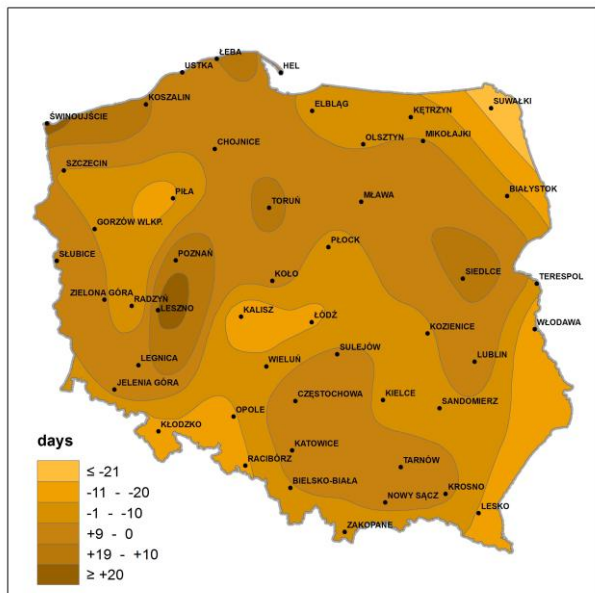 ŁEBA
USTKA
HEL
KOSZALIN
ŚWINOUJŚCIE
ELBLĄG
KĘTRZYN
SUWAŁKI
CHOJNICE
OLSZTYN
MIKOŁAJKI
SZCZECIN
PIŁA
BIAŁYSTOK
TORUŃ
MŁAWA
GORZÓW WLKP.
PŁOCK
SŁUBICE
POZNAŃ
KOŁO
SIEDLCE
TERESPOL
ZIELONA GÓRA
RADZYŃ
LESZNO
KALISZ
ŁÓDŹ
KOZIENICE
WŁODAWA
SULEJÓW
LEGNICA
WIELUŃ
LUBLIN
JELENIA GÓRA
CZĘSTOCHOWA
KIELCE
SANDOMIERZ
OPOLE
KŁODZKO
KATOWICE
RACIBÓRZ
TARNÓW
BIELSKO-BIAŁA
NOWY SĄCZ
KROSNO
LESKO
ZAKOPANE
days
≤ -21
-11 - -20
-1 - -10
+9 - 0
+19 - +10
≥ +20